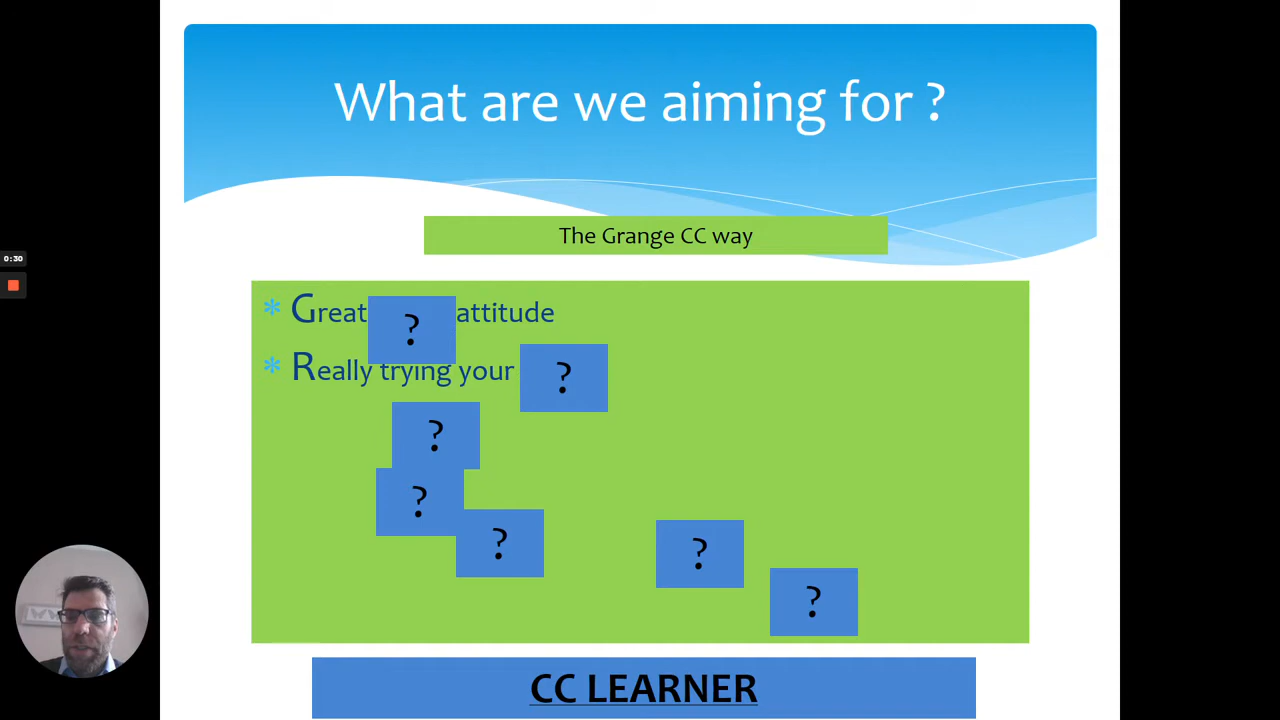 What are we aiming for ?
The Grange CC way
0:30
* Great ? attitude
* Really trying your ?
?
?
?
?
?
CC LEARNER